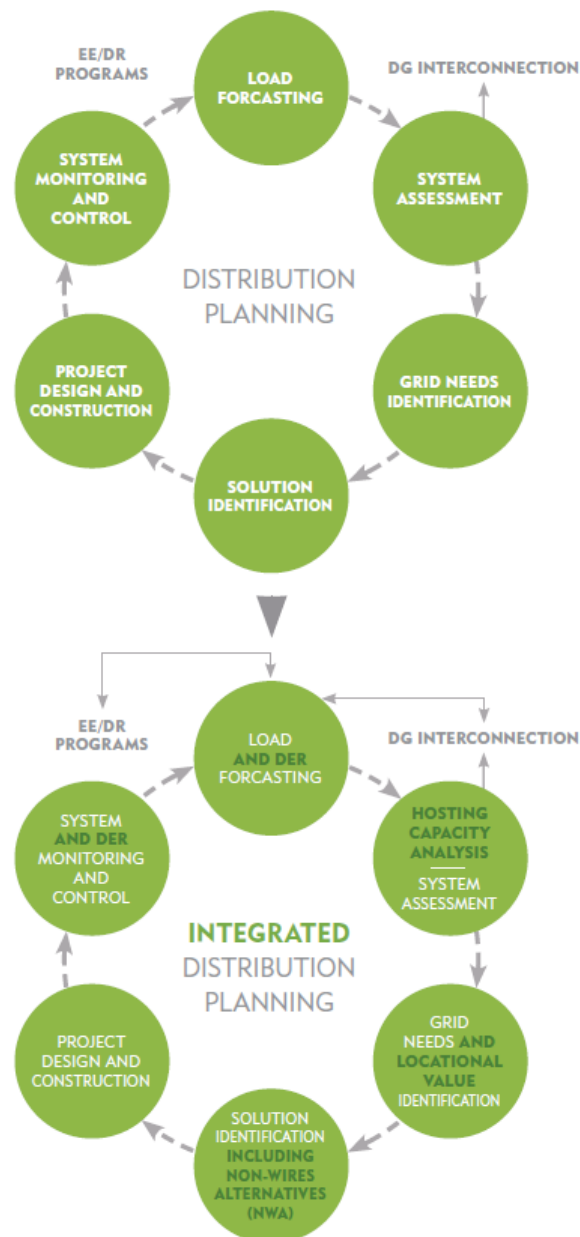 EE/DR
PROGRAMS
LOAD
FORCASTING
DG INTERCONNECTION
SYSTEM
MONITORING
AND
CONTROL
SYSTEM
ASSESSMENT
DISTRIBUTION
PLANNING
PROJECT
DESIGN AND
CONSTRUCTION
GRID NEEDS
IDENTIFICATION
SOLUTION
IDENTIFICATION
EE/DR
PROGRAMS
LOAD
AND DER
FORCASTING
DG INTERCONNECTION
SYSTEM
AND DER
MONITORING
AND
CONTROL
HOSTING
CAPACITY
ANALYSIS
SYSTEM
ASSESSMENT
INTEGRATED
DISTRIBUTION
PLANNING
PROJECT
DESIGN AND
CONSTRUCTION
GRID
NEEDS AND
LOCATIONAL
VALUE
IDENTIFICATION
SOLUTION
IDENTIFICATION
INCLUDING
NON-WIRES
ALTERNATIVES
(NWA)